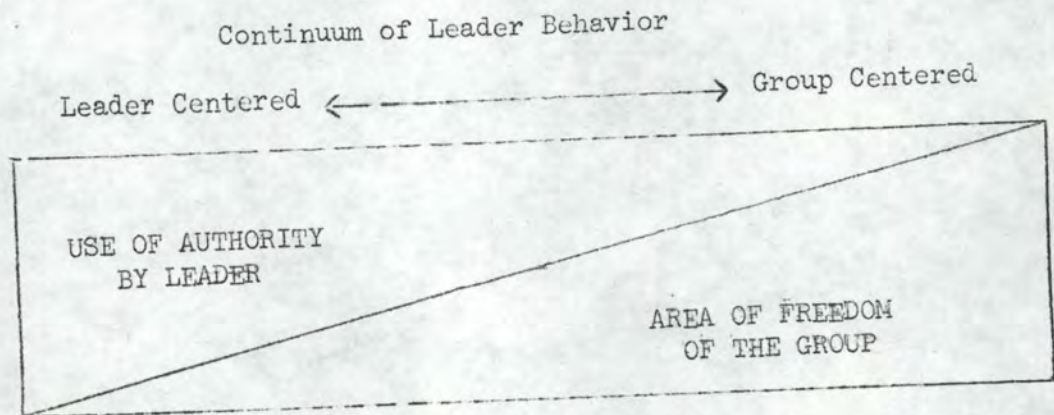 Continuum of Leader Behavior
Leader Centered
Group Centered
USE OF AUTHORITY
BY LEADER
AREA OF FREEDOM
OF THE GROUP